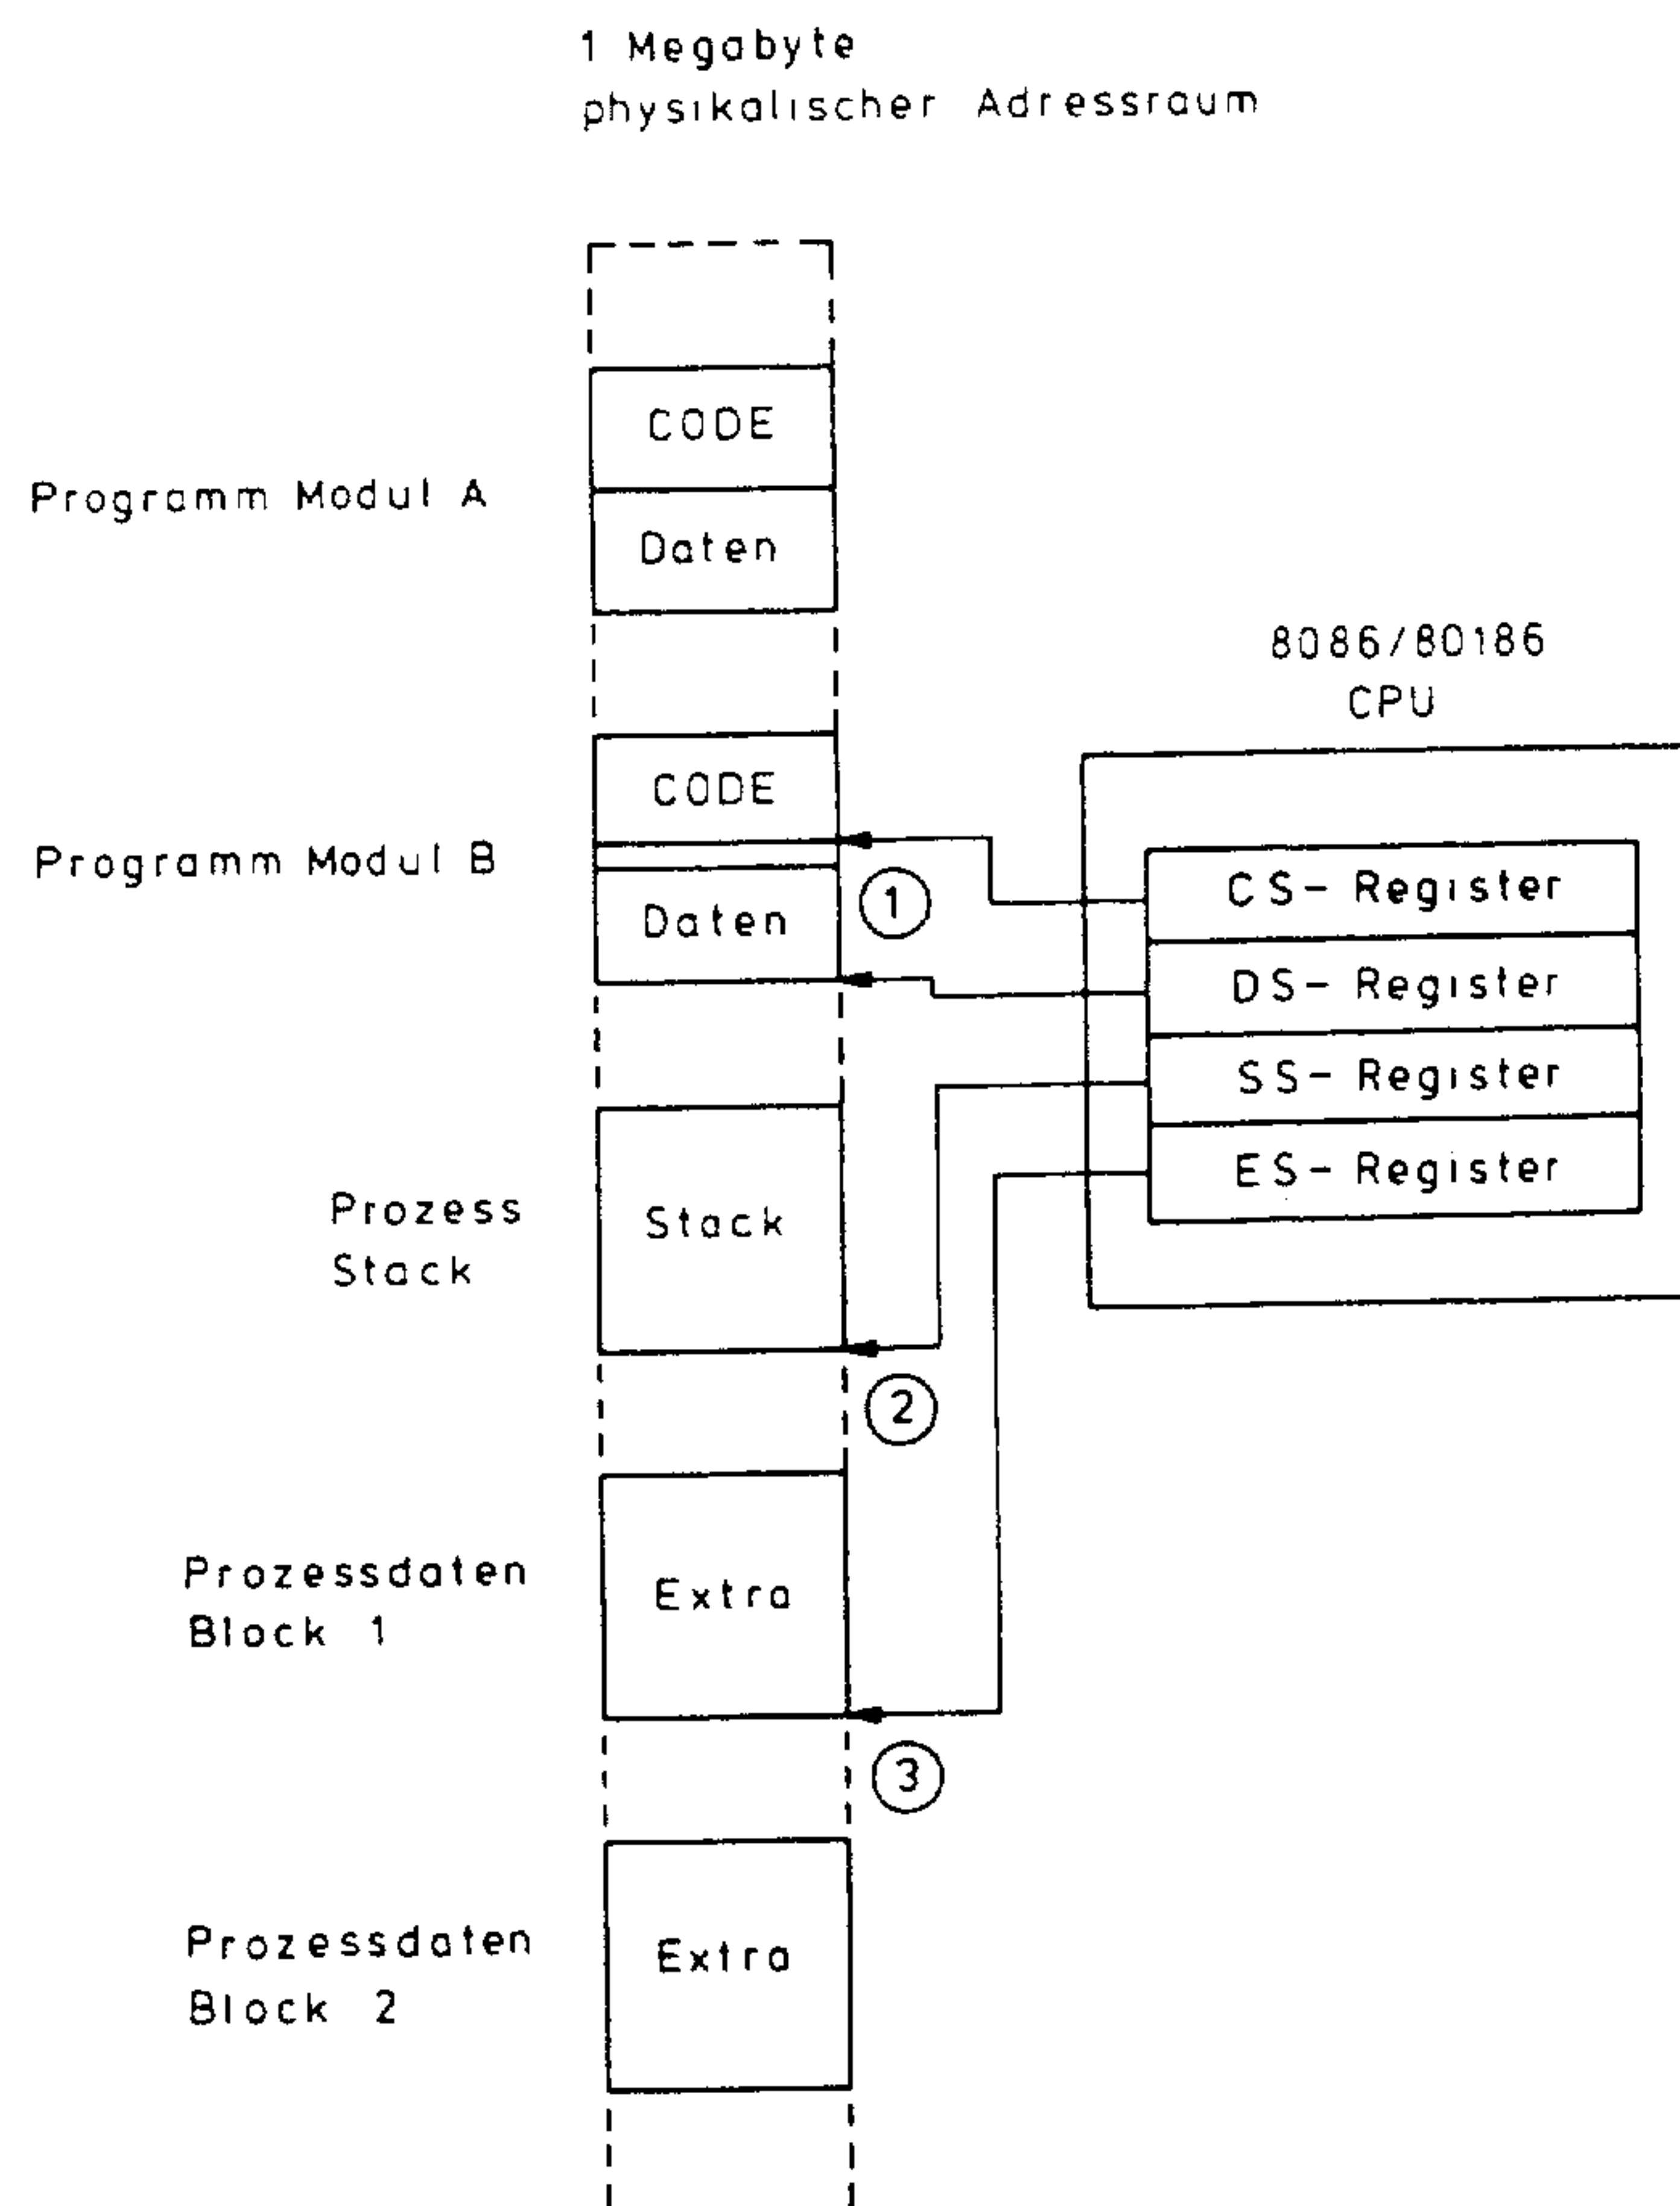 1 Megabyte
physikalischer Adressraum
CODE
Programm Modul A
Daten
8086/80186
CPU
CODE
Programm Modul B
Daten
1
CS-Register
DS-Register
SS-Register
ES-Register
Prozess
Stack
Stack
2
Prozessdaten
Block 1
Extra
3
Prozessdaten
Block 2
Extra